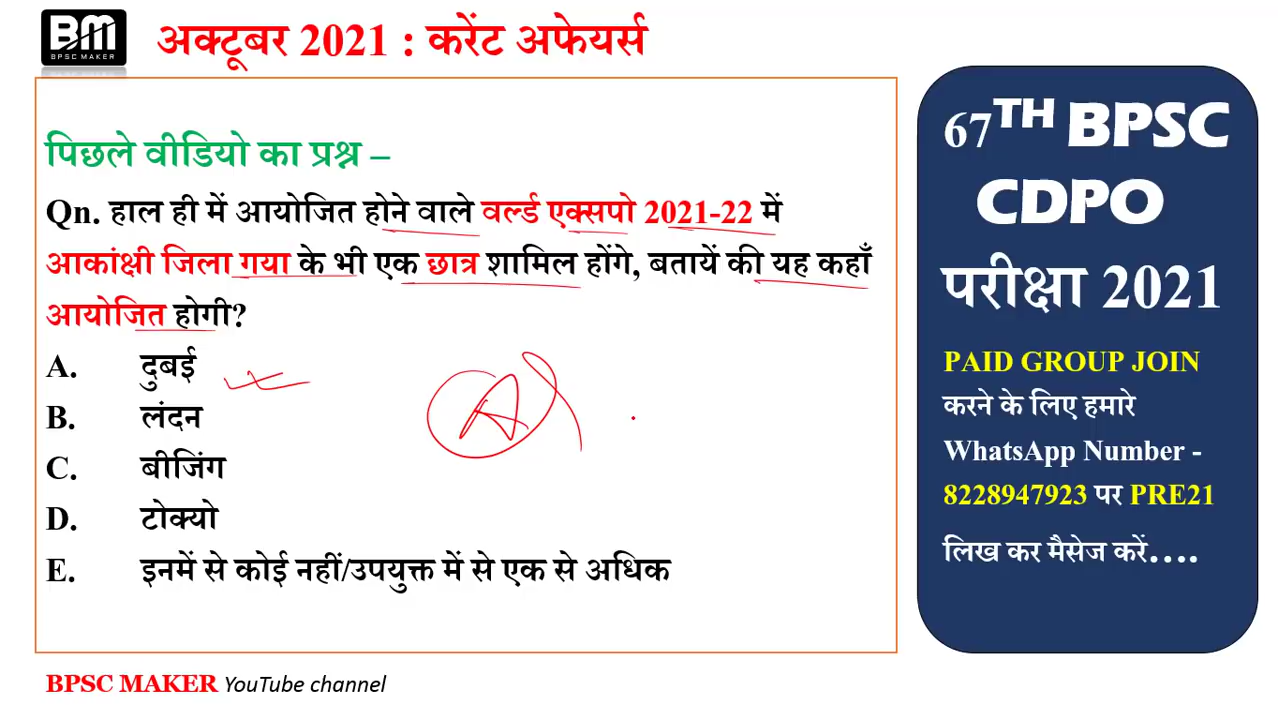 BM
BPSC MAKER
अक्टूबर 2021 : करेंट अफेयर्स
पिछले वीडियो का प्रश्न –
Qn. हाल ही में आयोजित होने वाले वर्ल्ड एक्सपो 2021-22 में
आकांक्षी जिला गया के भी एक छात्र शामिल होंगे, बतायें की यह कहाँ
आयोजित होगी?
A. दुबई
B. लंदन
C. बीजिंग
D. टोक्यो
E. इनमें से कोई नहीं/उपयुक्त में से एक से अधिक
A
BPSC MAKER YouTube channel
67TH BPSC
CDPO
परीक्षा 2021
PAID GROUP JOIN
करने के लिए हमारे
WhatsApp Number -
8228947923 पर PRE21
लिख कर मैसेज करें....